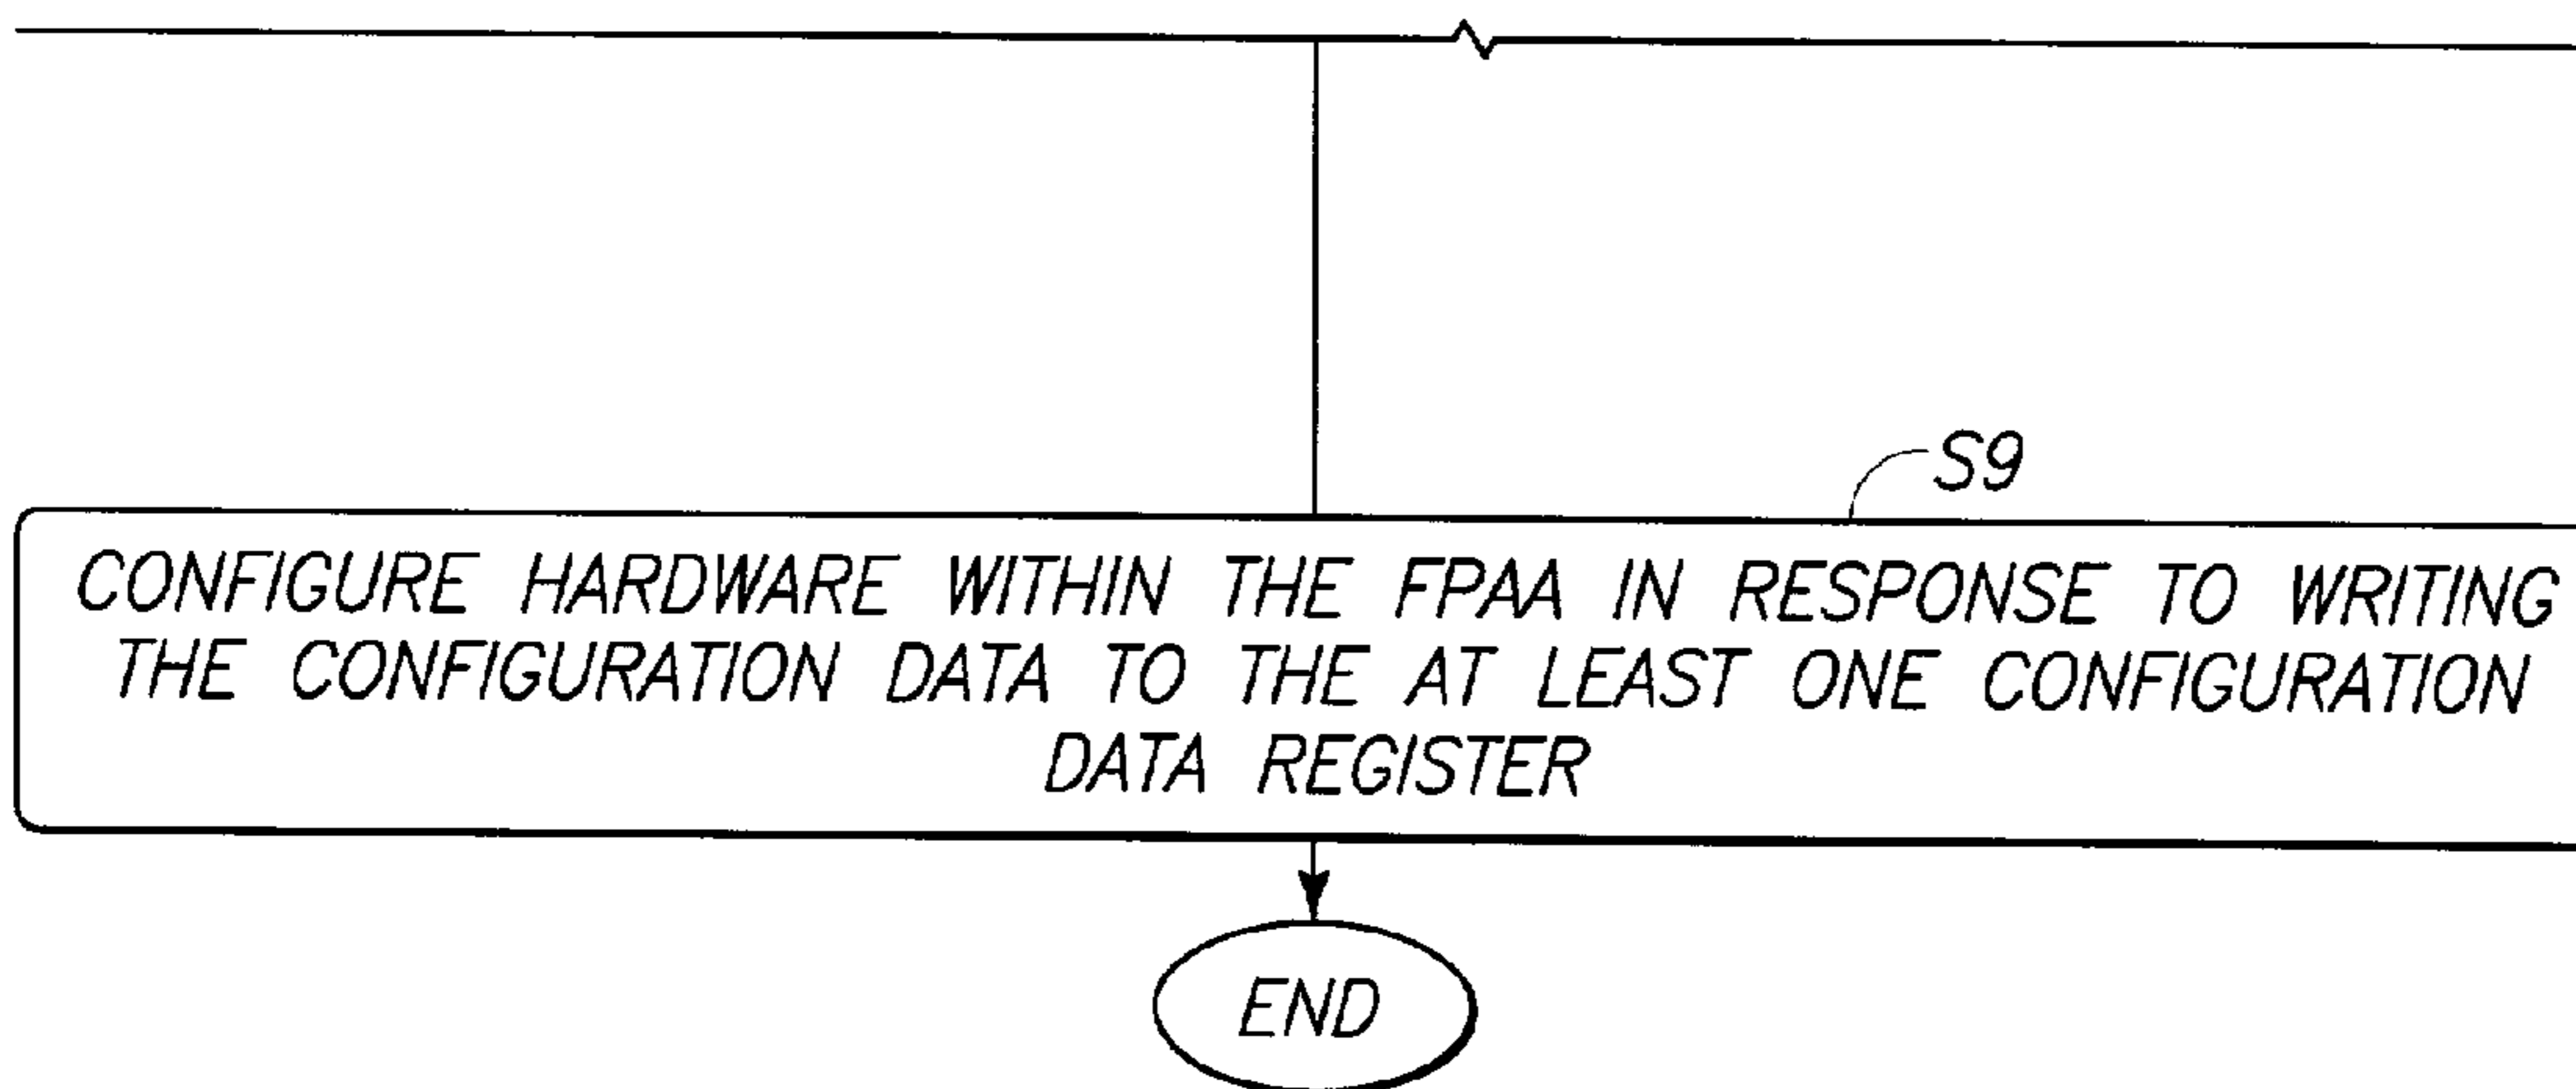 S9
CONFIGURE HARDWARE WITHIN THE FPAA IN RESPONSE TO WRITING
THE CONFIGURATION DATA TO THE AT LEAST ONE CONFIGURATION
DATA REGISTER
END